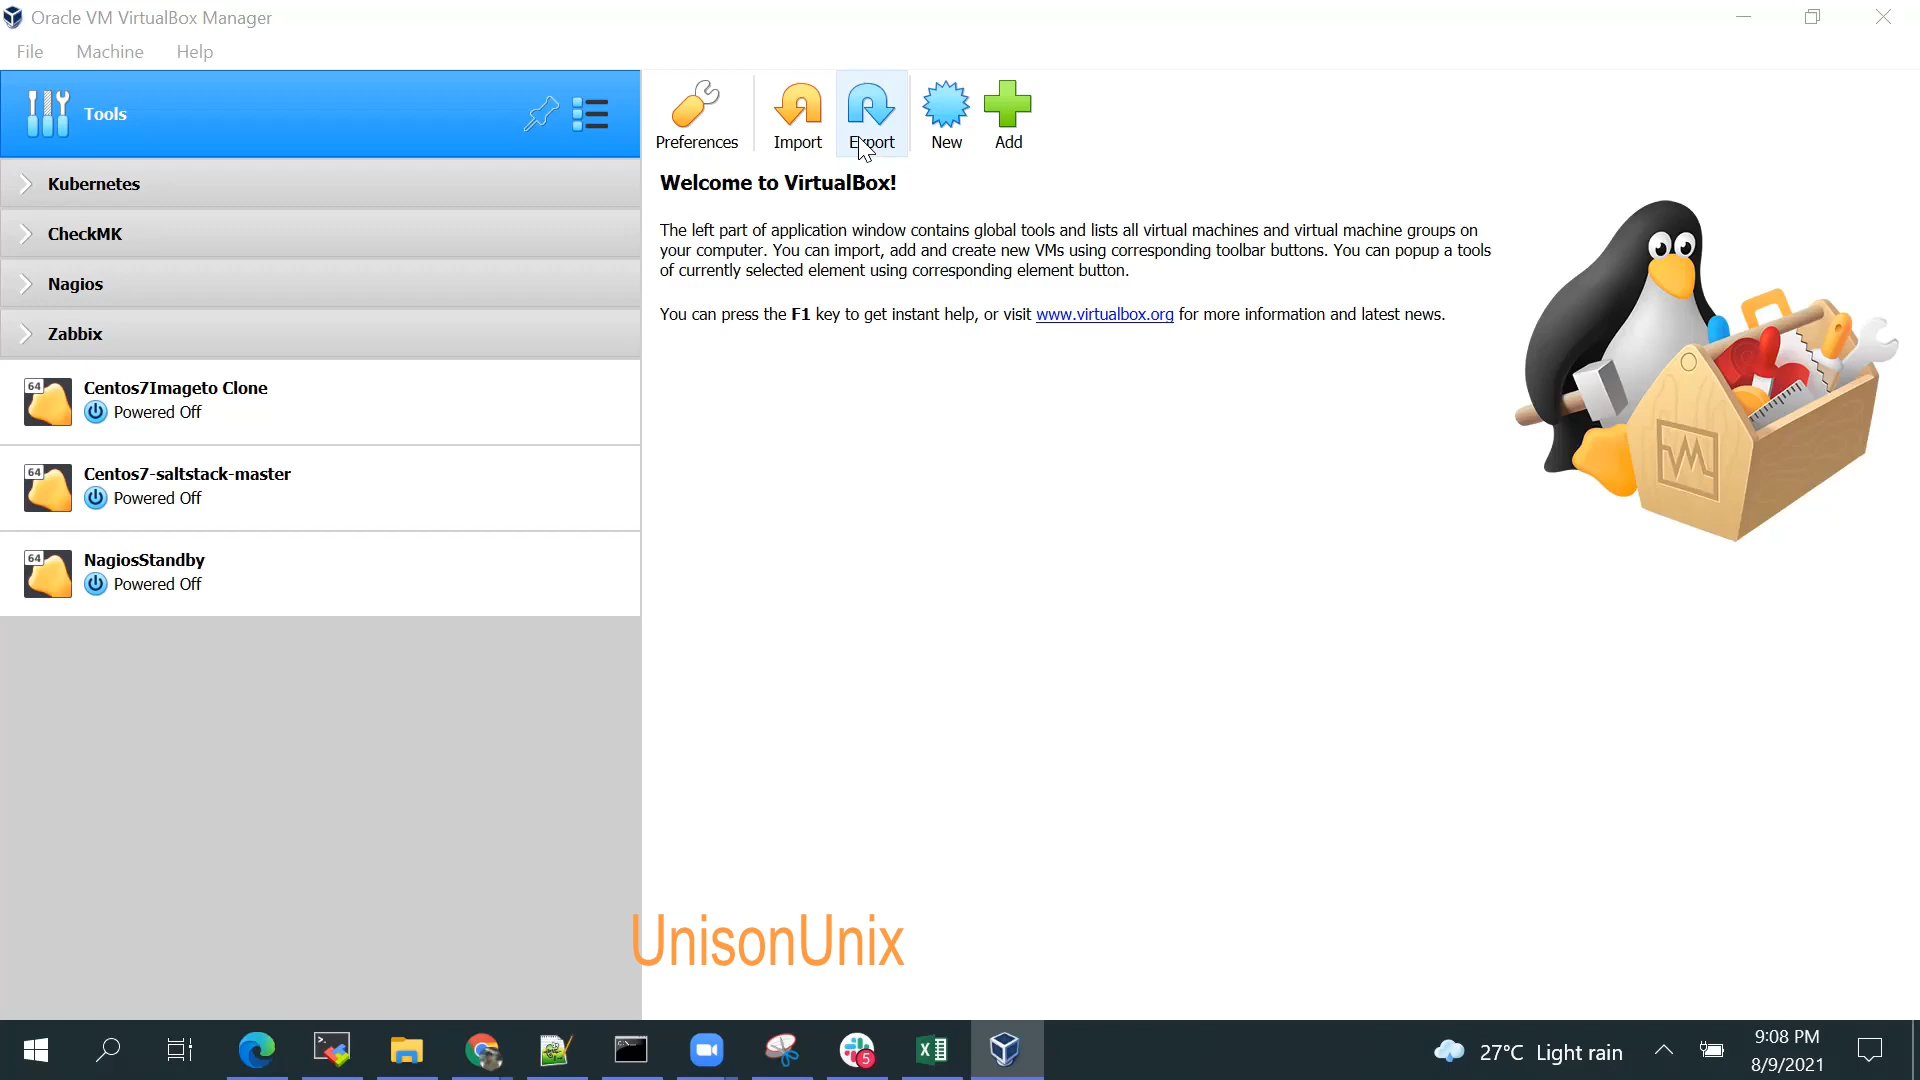 Oracle VM VirtualBox Manager
File Machine Help
Tools
Preferences Import Export New Add
Kubernetes
CheckMK
Nagios
Zabbix
64 Centos7Imageto Clone
Powered Off
64 Centos7-saltstack-master
Powered Off
64 NagiosStandby
Powered Off
Welcome to VirtualBox!
The left part of application window contains global tools and lists all virtual machines and virtual machine groups on
your computer. You can import, add and create new VMs using corresponding toolbar buttons. You can popup a tools
of currently selected element using corresponding element button.
You can press the F1 key to get instant help, or visit www.virtualbox.org for more information and latest news.
UnisonUnix
5
27°C Light rain
9:08 PM
8/9/2021